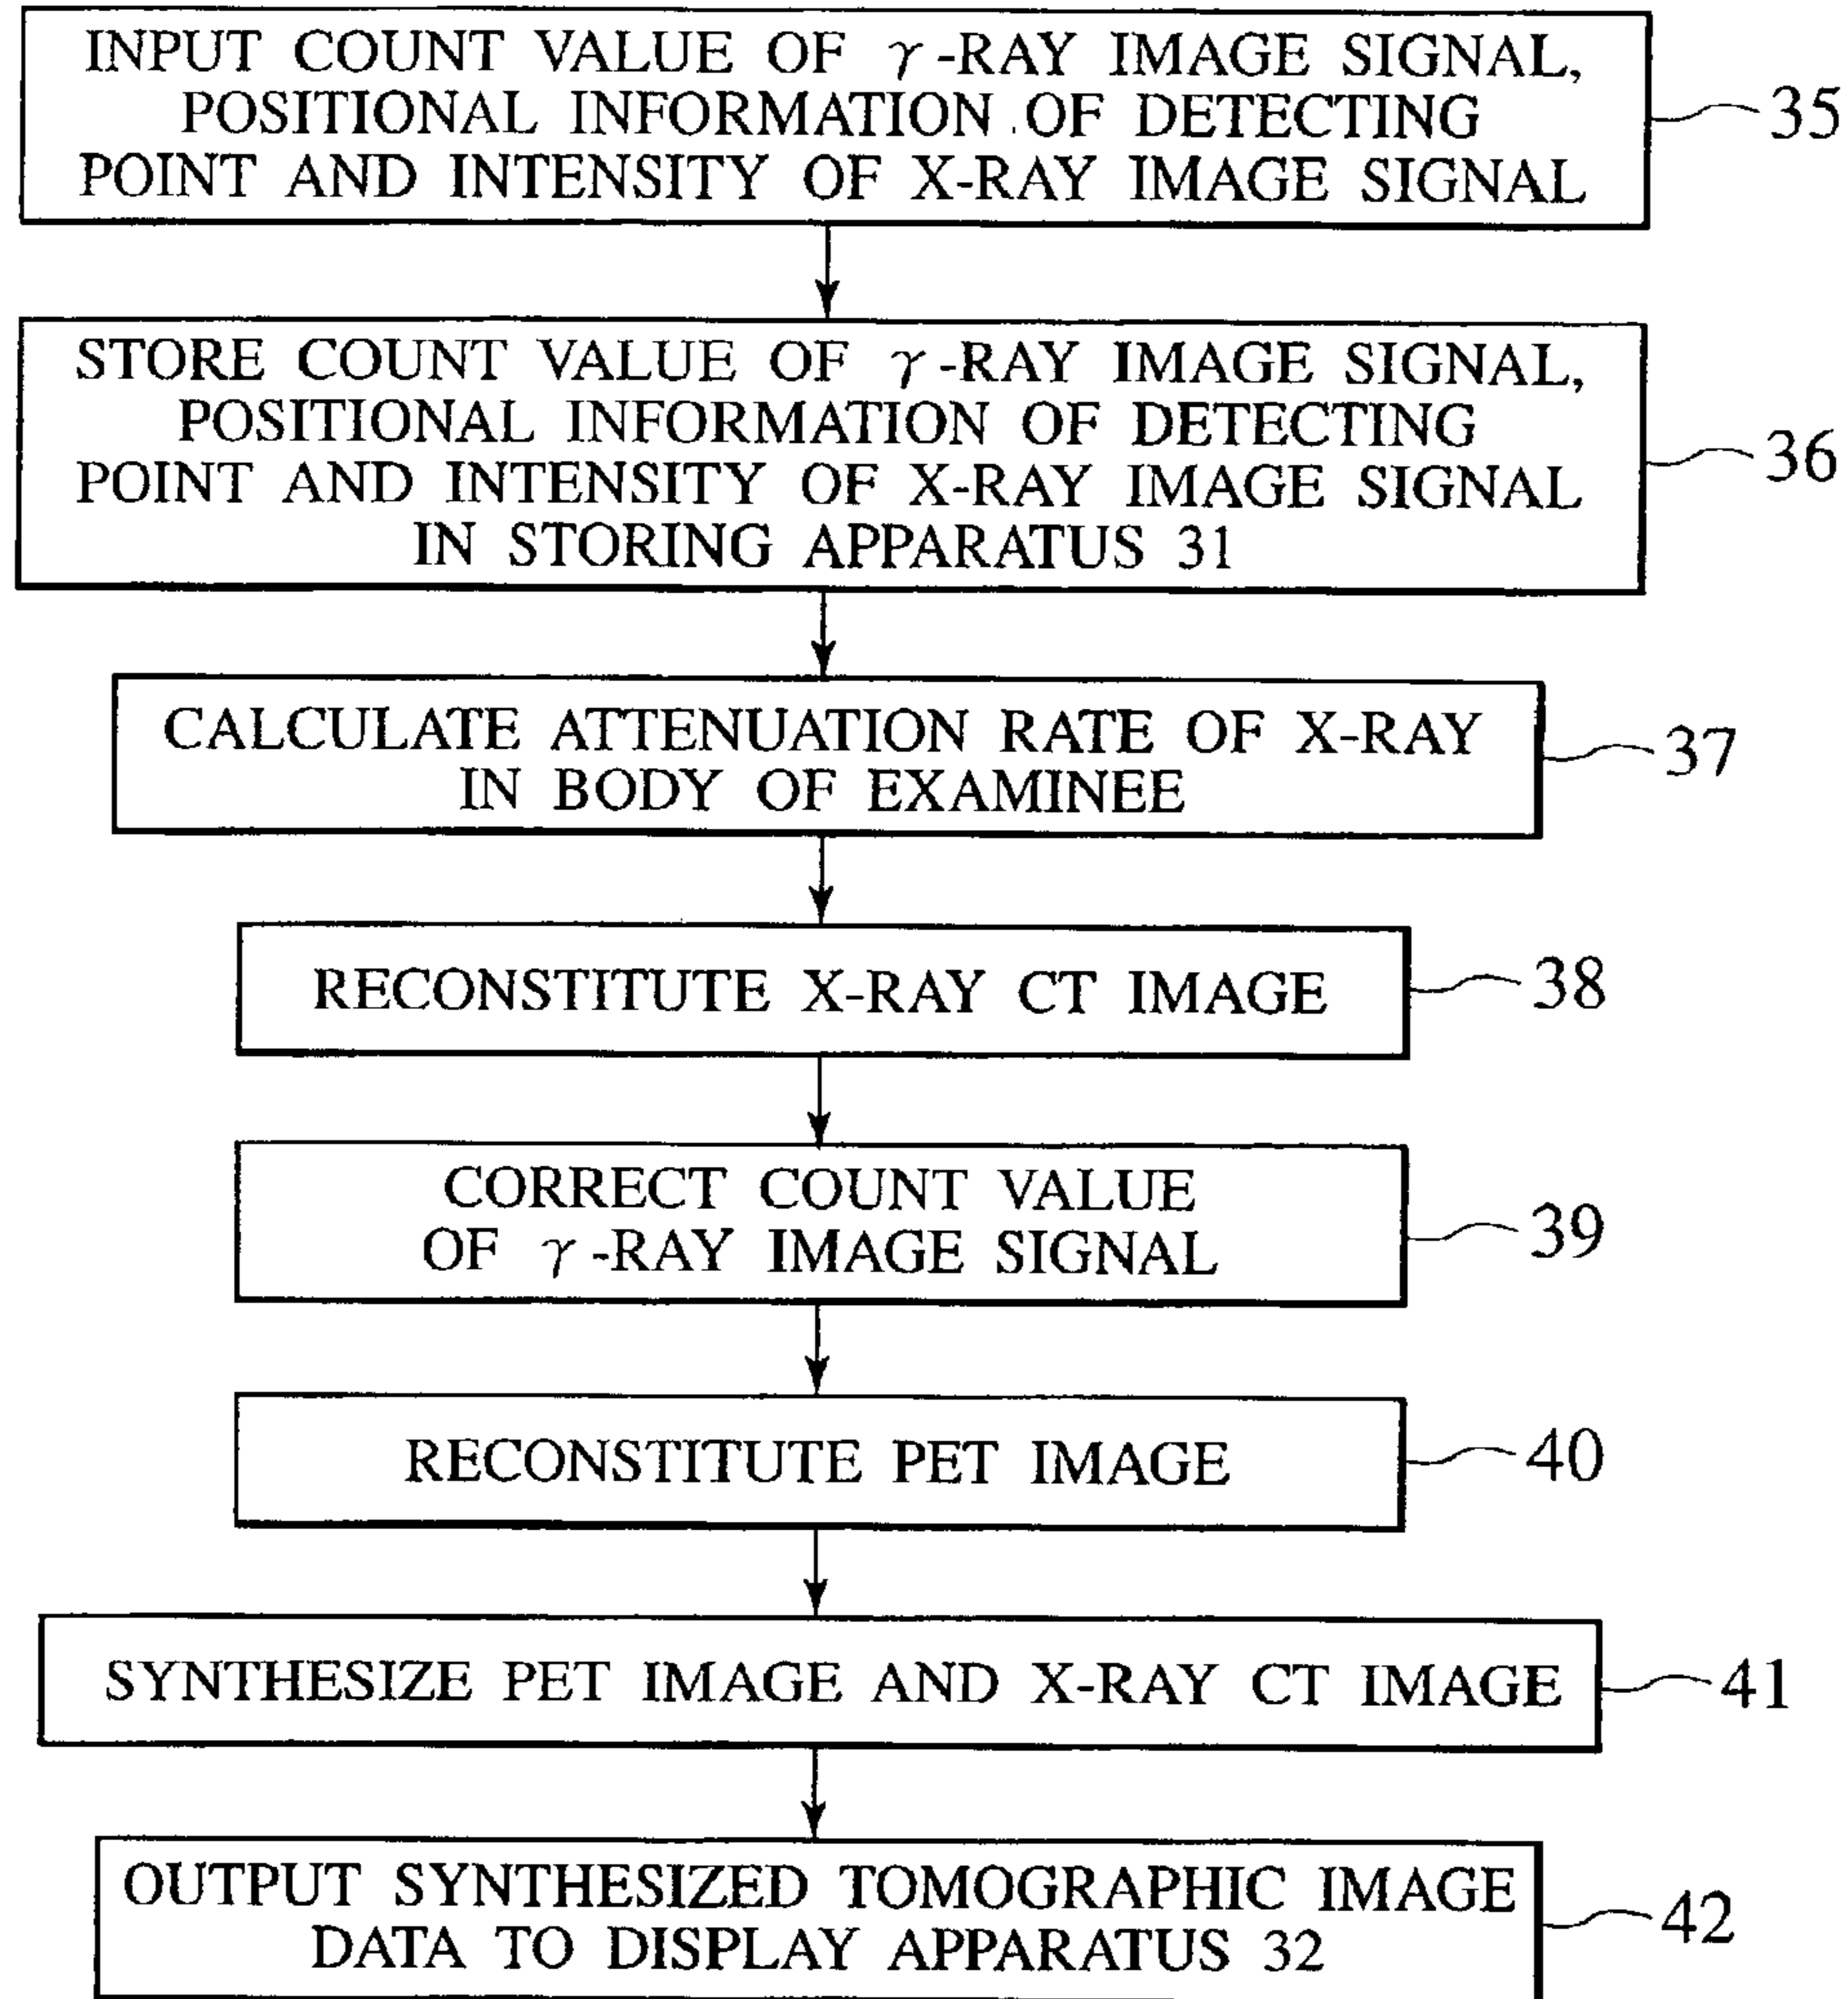 INPUT COUNT VALUE OF γ-RAY IMAGE SIGNAL,
POSITIONAL INFORMATION OF DETECTING
POINT AND INTENSITY OF X-RAY IMAGE SIGNAL
35
STORE COUNT VALUE OF γ-RAY IMAGE SIGNAL,
POSITIONAL INFORMATION OF DETECTING
POINT AND INTENSITY OF X-RAY IMAGE SIGNAL
IN STORING APPARATUS 31
36
CALCULATE ATTENUATION RATE OF X-RAY
IN BODY OF EXAMINEE
37
RECONSTITUTE X-RAY CT IMAGE
38
CORRECT COUNT VALUE
OF γ-RAY IMAGE SIGNAL
39
RECONSTITUTE PET IMAGE
40
SYNTHESIZE PET IMAGE AND X-RAY CT IMAGE
41
OUTPUT SYNTHESIZED TOMOGRAPHIC IMAGE
DATA TO DISPLAY APPARATUS 32
42